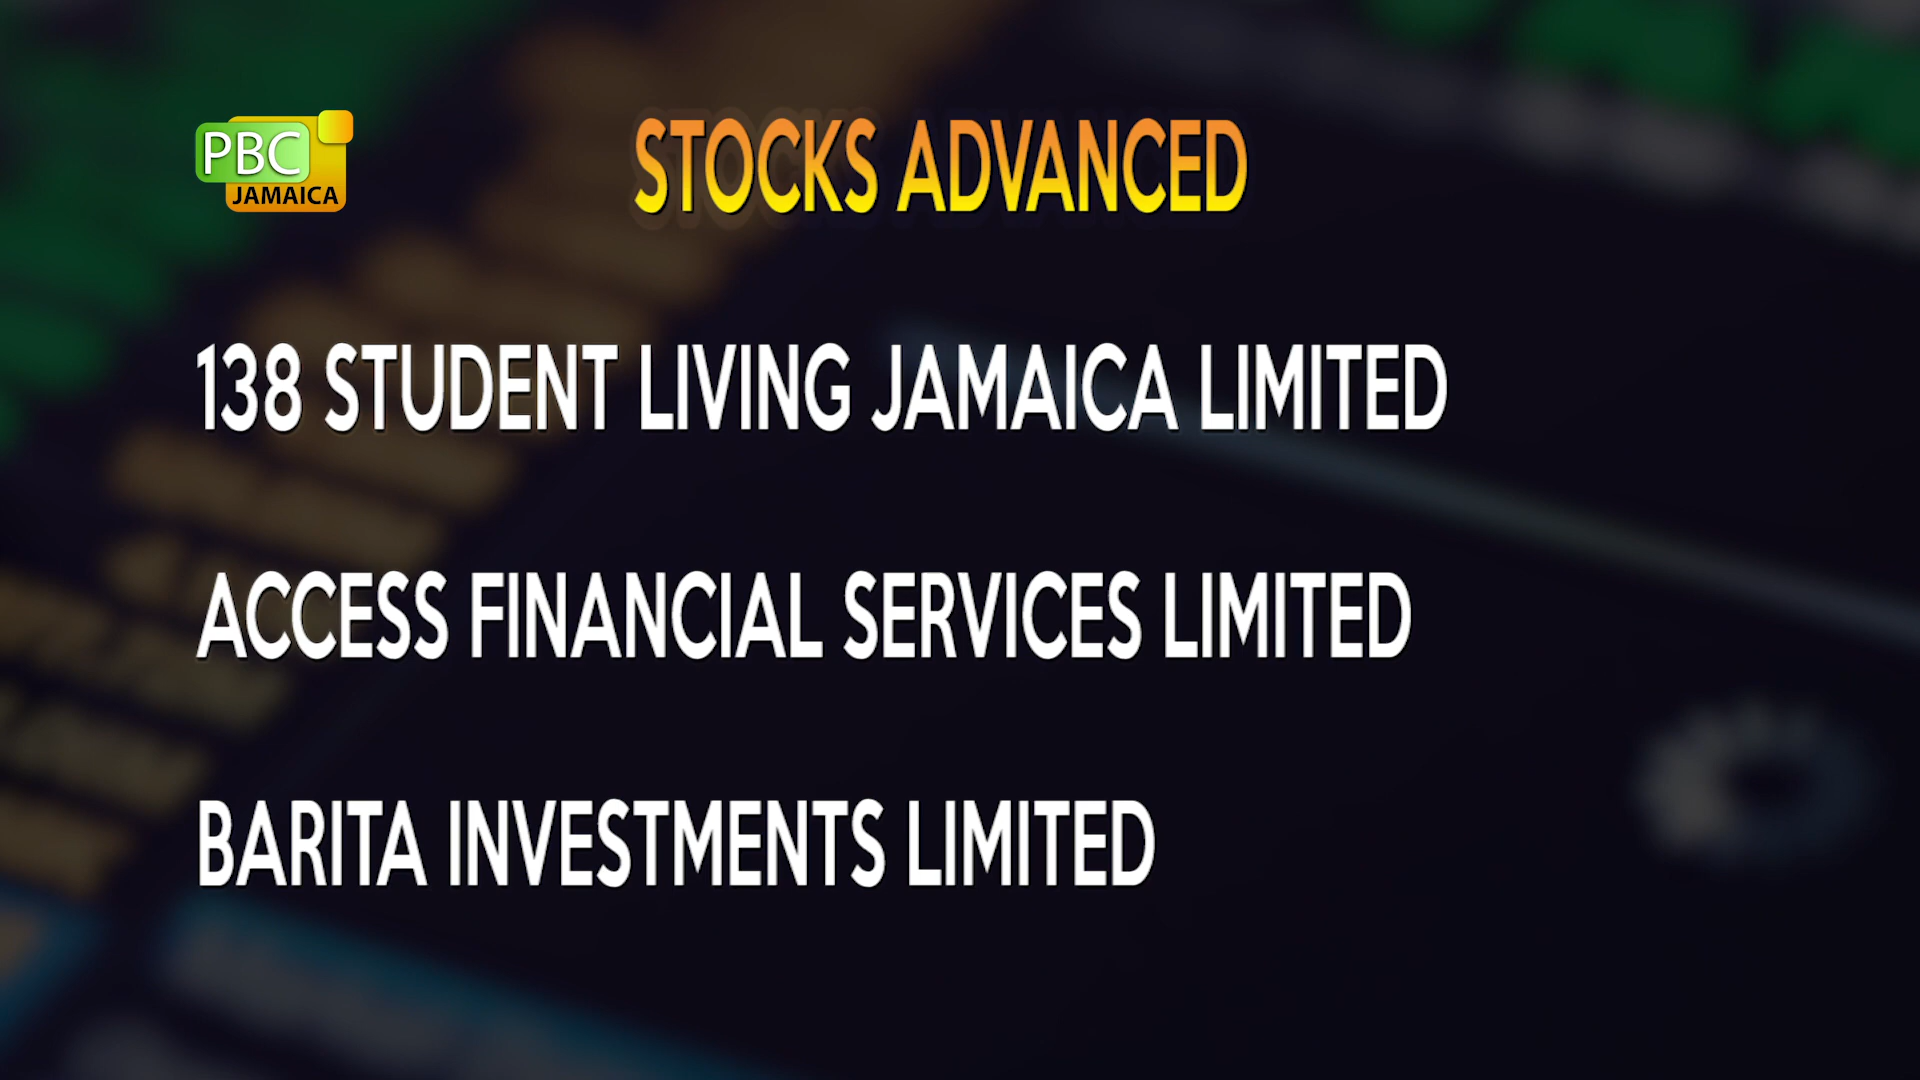 PBC
JAMAICA
STOCKS ADVANCED
138 STUDENT LIVING JAMAICA LIMITED
ACCESS FINANCIAL SERVICES LIMITED
BARITA INVESTMENTS LIMITED